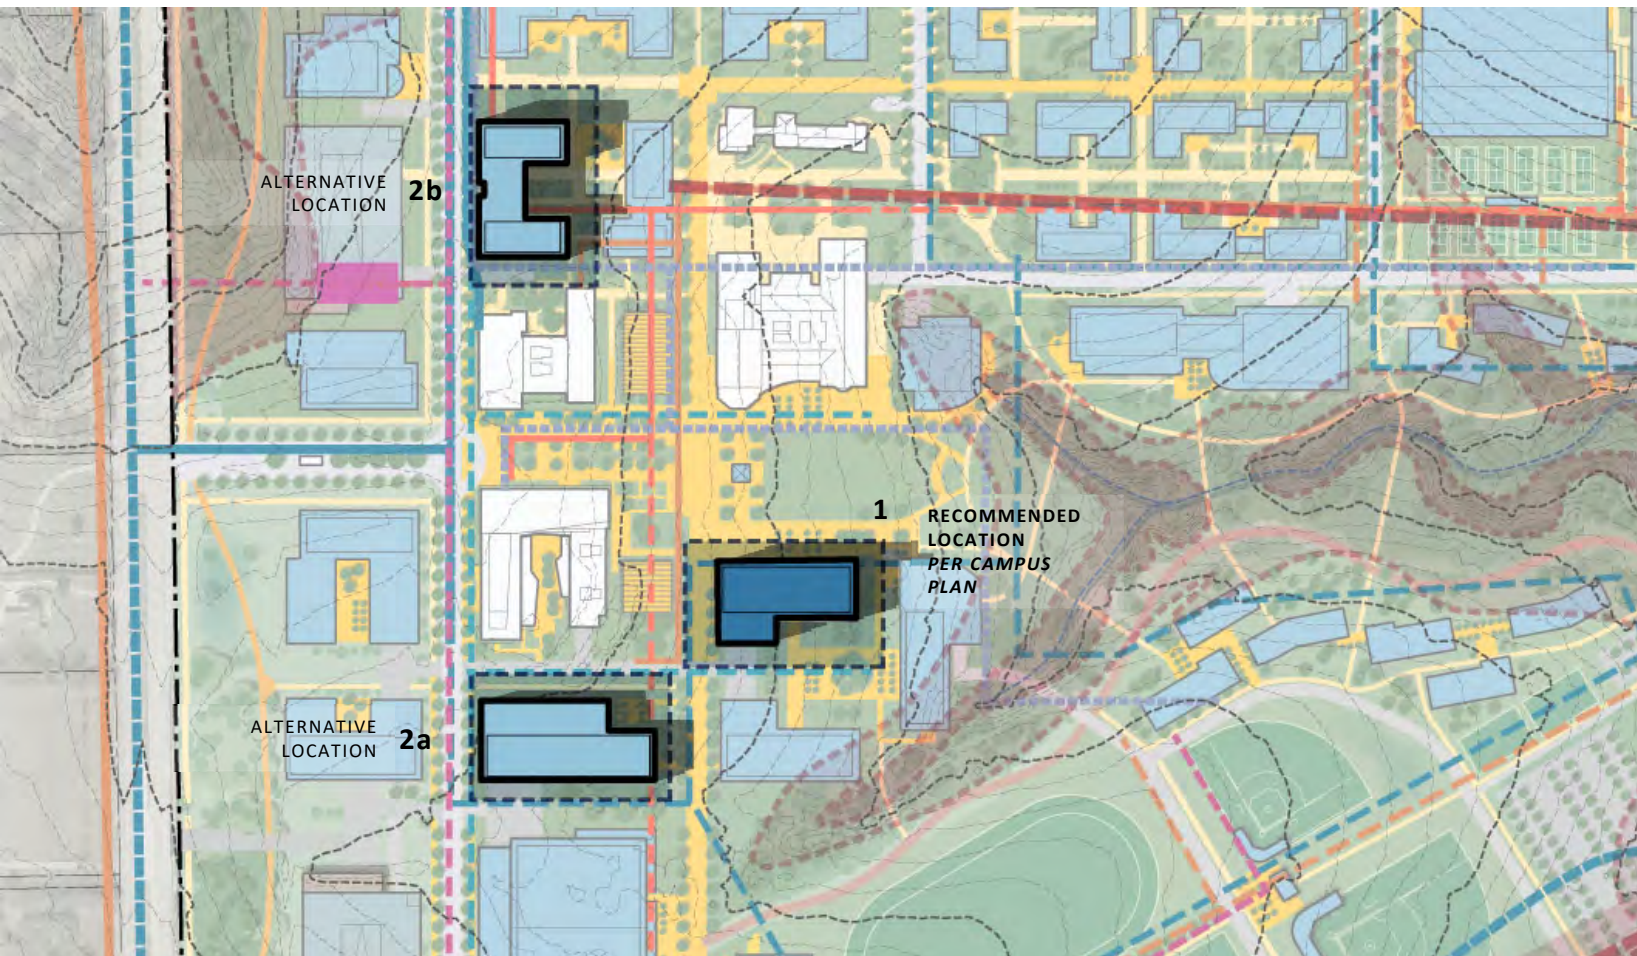 ALTERNATIVE
LOCATION
2b
1
RECOMMENDED
LOCATION
PER CAMPUS
PLAN
ALTERNATIVE
LOCATION
2a